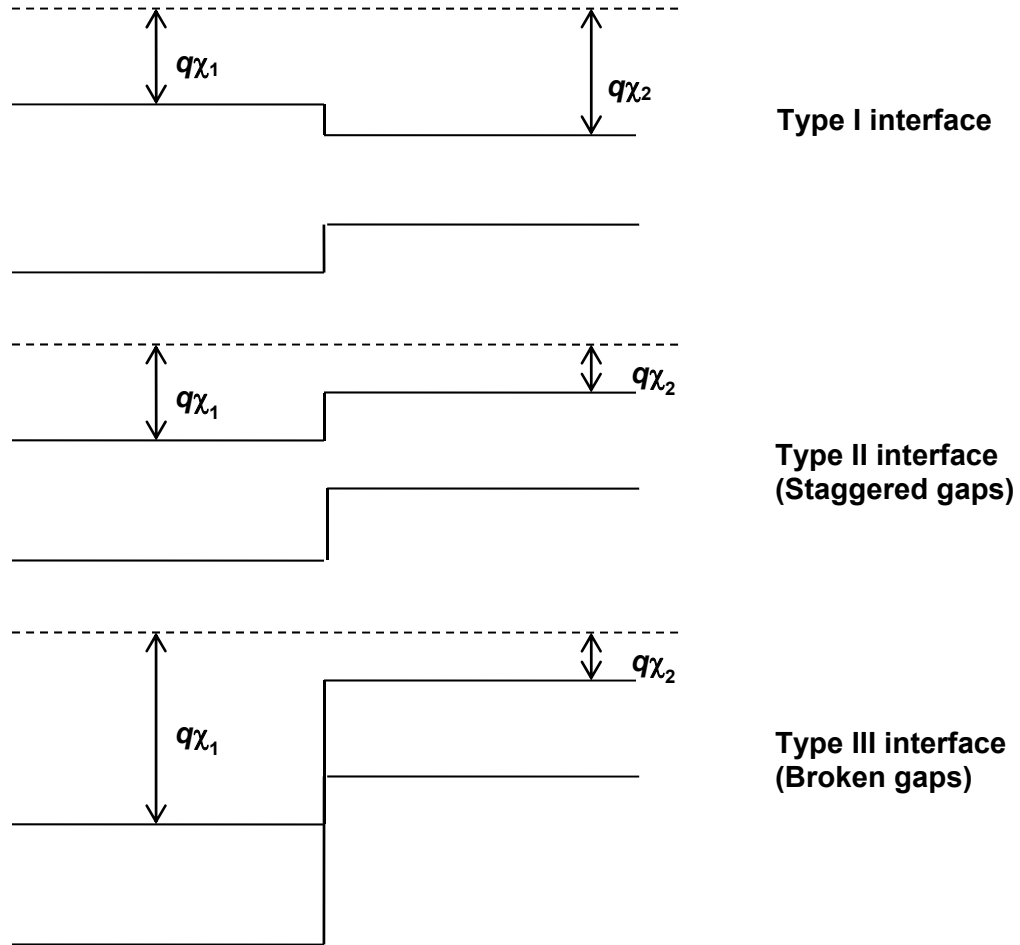 qχ₁
qχ₂
Type I interface
qχ₁
qχ₂
Type II interface
(Staggered gaps)
qχ₁
qχ₂
Type III interface
(Broken gaps)